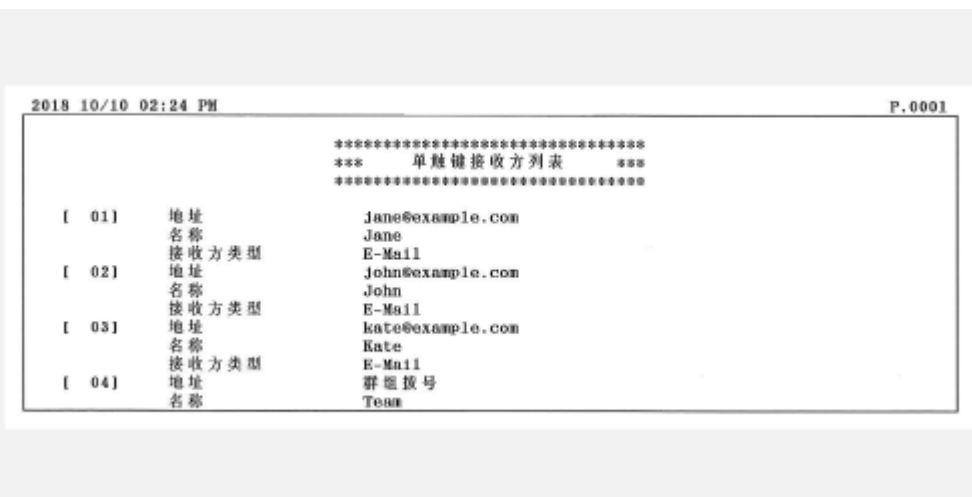 2018 10/10 02:24 PM P.0001
********************************
*** 单触键接收方列表 ***
********************************
[ 01] 地址 jane@example.com
名称 Jane
接收方类型 E-Mail
[ 02] 地址 john@example.com
名称 John
接收方类型 E-Mail
[ 03] 地址 kate@example.com
名称 Kate
接收方类型 E-Mail
[ 04] 地址 群组拨号
名称 Team